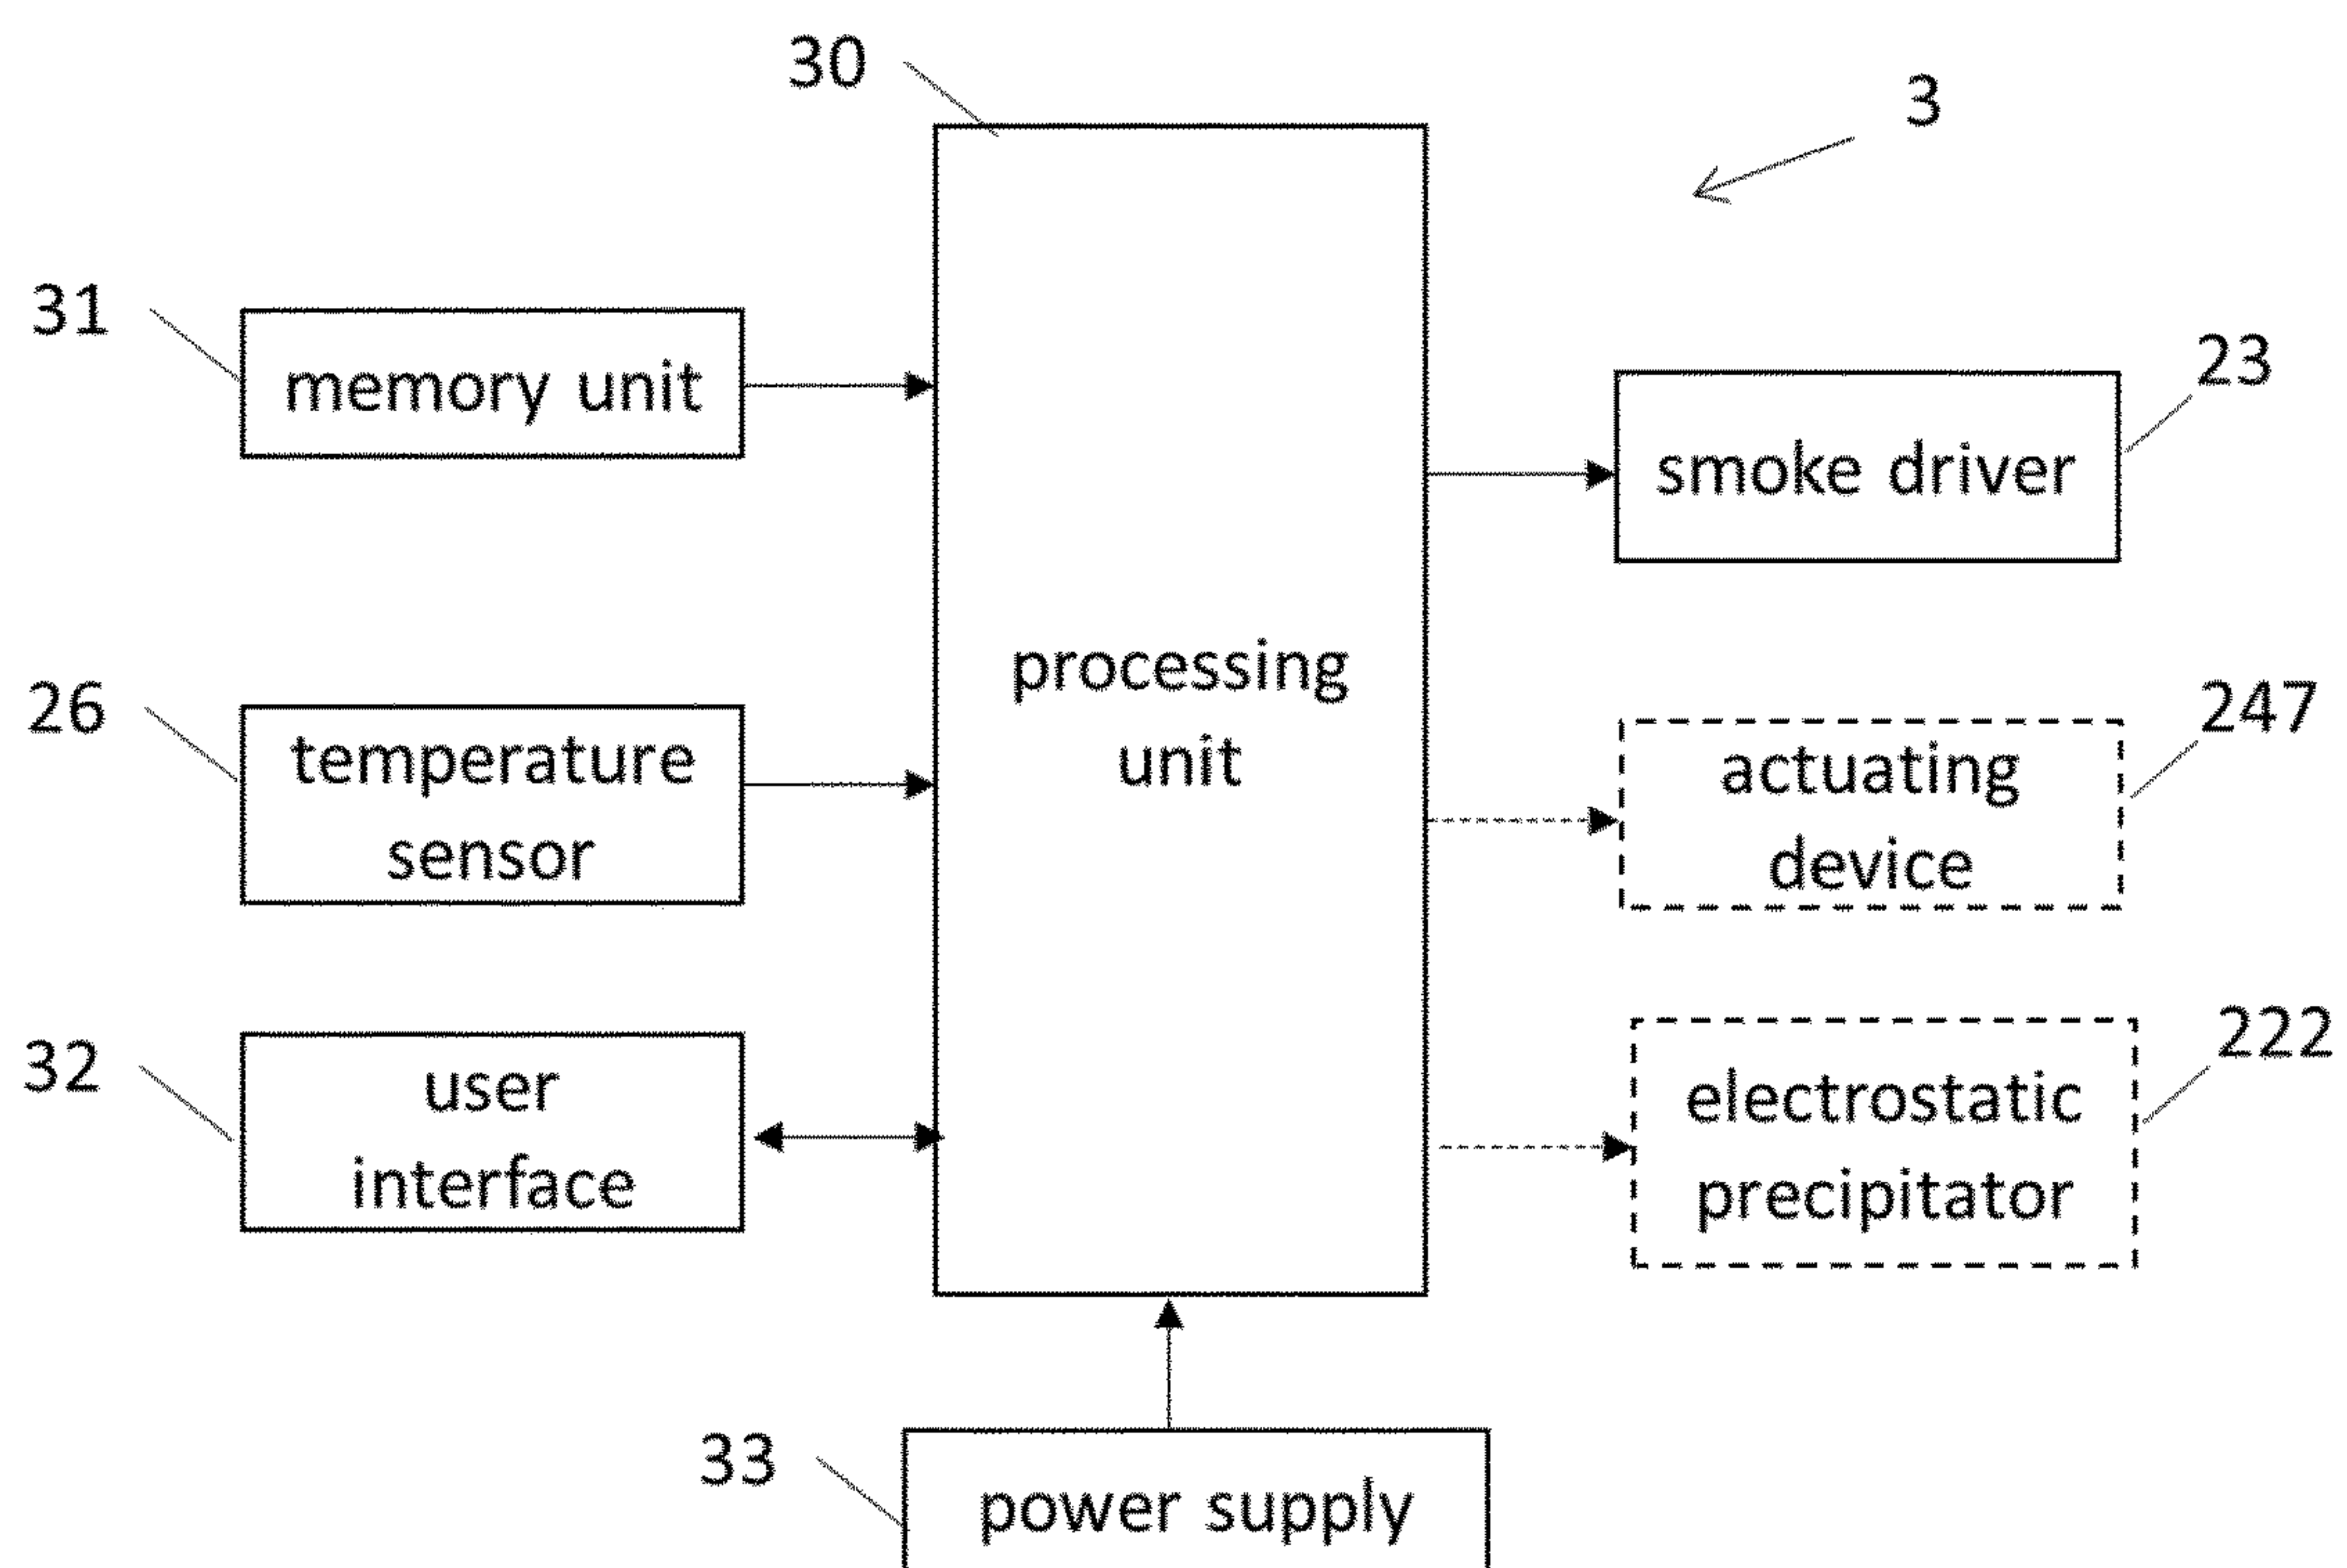 30
3
31
memory unit
23
smoke driver
processing
unit
26
temperature
sensor
247
actuating
device
32
user
interface
222
electrostatic
precipitator
33
power supply